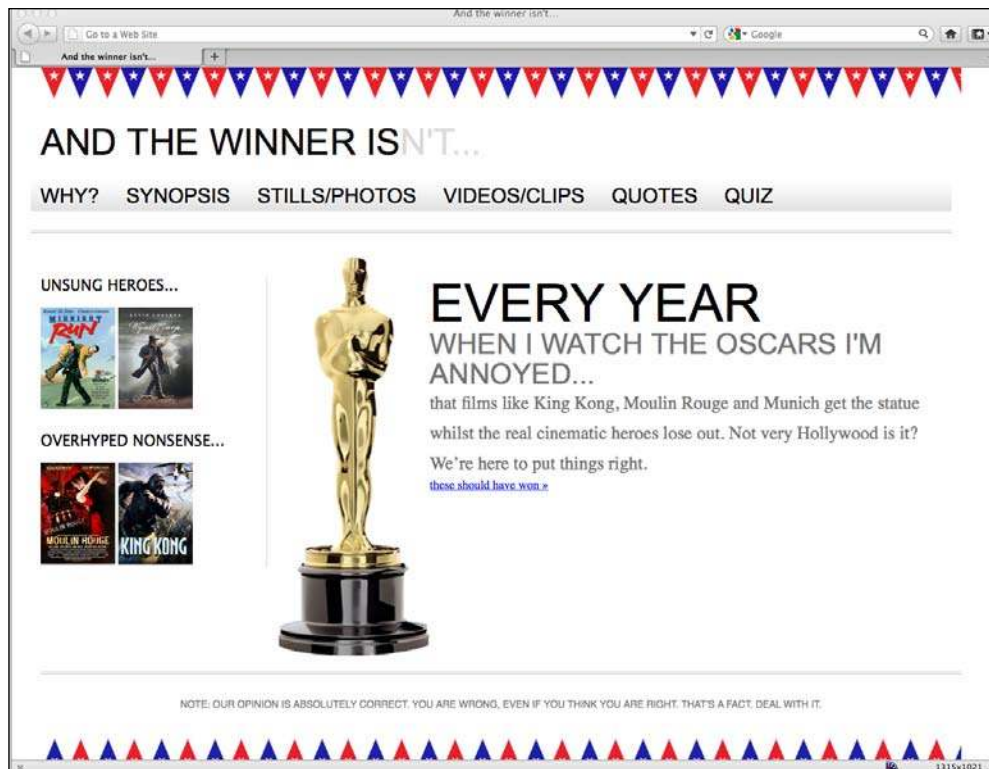 And the winner isn't...
Go to a Web Site
Google
And the winner isn't...
AND THE WINNER ISN'T...
WHY? SYNOPSIS STILLS/PHOTOS VIDEOS/CLIPS QUOTES QUIZ
UNSUNG HEROES...
MIDNIGHT
RUN
OVERHYPED NONSENSE...
MOULIN ROUGE
KING KONG
EVERY YEAR
WHEN I WATCH THE OSCARS I'M
ANNOYED...
that films like King Kong, Moulin Rouge and Munich get the statue
whilst the real cinematic heroes lose out. Not very Hollywood is it?
We're here to put things right.
these should have won »
NOTE: OUR OPINION IS ABSOLUTELY CORRECT. YOU ARE WRONG, EVEN IF YOU THINK YOU ARE RIGHT. THAT'S A FACT. DEAL WITH IT.
1315x1021